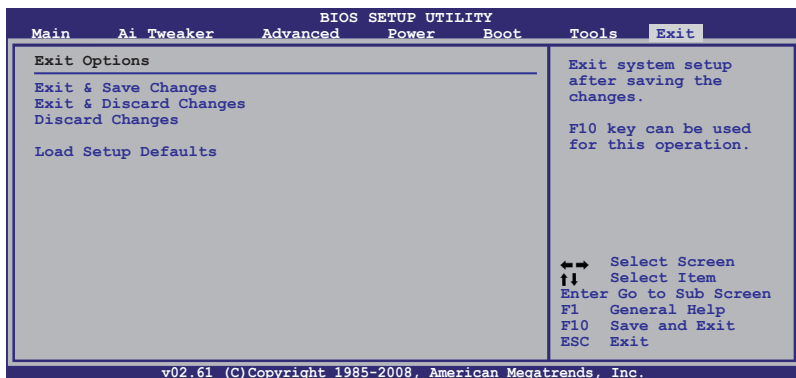 BIOS SETUP UTILITY
Main Ai Tweaker Advanced Power Boot Tools Exit
Exit Options
Exit & Save Changes
Exit & Discard Changes
Discard Changes
Load Setup Defaults
Exit system setup
after saving the
changes.
F10 key can be used
for this operation.
←→ Select Screen
↑↓ Select Item
Enter Go to Sub Screen
F1 General Help
F10 Save and Exit
ESC Exit
v02.61 (C)Copyright 1985-2008, American Megatrends, Inc.